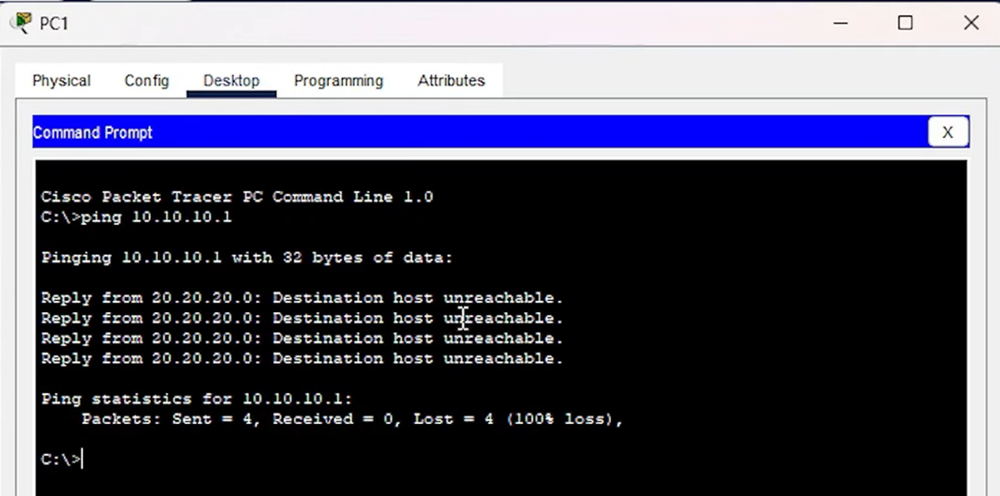 PC1
Physical Config Desktop Programming Attributes
Command Prompt X
Cisco Packet Tracer PC Command Line 1.0
C:\>ping 10.10.10.1
Pinging 10.10.10.1 with 32 bytes of data:
Reply from 20.20.20.0: Destination host unreachable.
Reply from 20.20.20.0: Destination host unreachable.
Reply from 20.20.20.0: Destination host unreachable.
Reply from 20.20.20.0: Destination host unreachable.
Ping statistics for 10.10.10.1:
    Packets: Sent = 4, Received = 0, Lost = 4 (100% loss),
C:\>